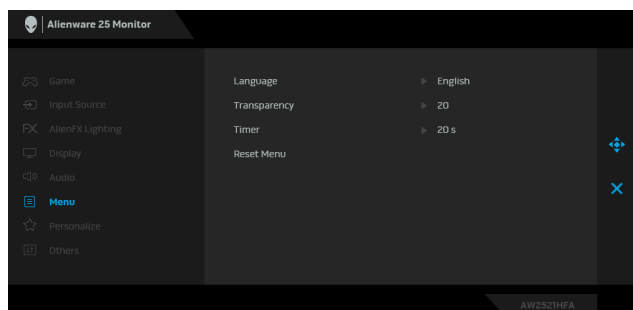 Alienware 25 Monitor
Game
Input Source
AlienFX Lighting
Display
Audio
Menu
Personalize
Others
Language English
Transparency 20
Timer 20 s
Reset Menu
AW2521HFA